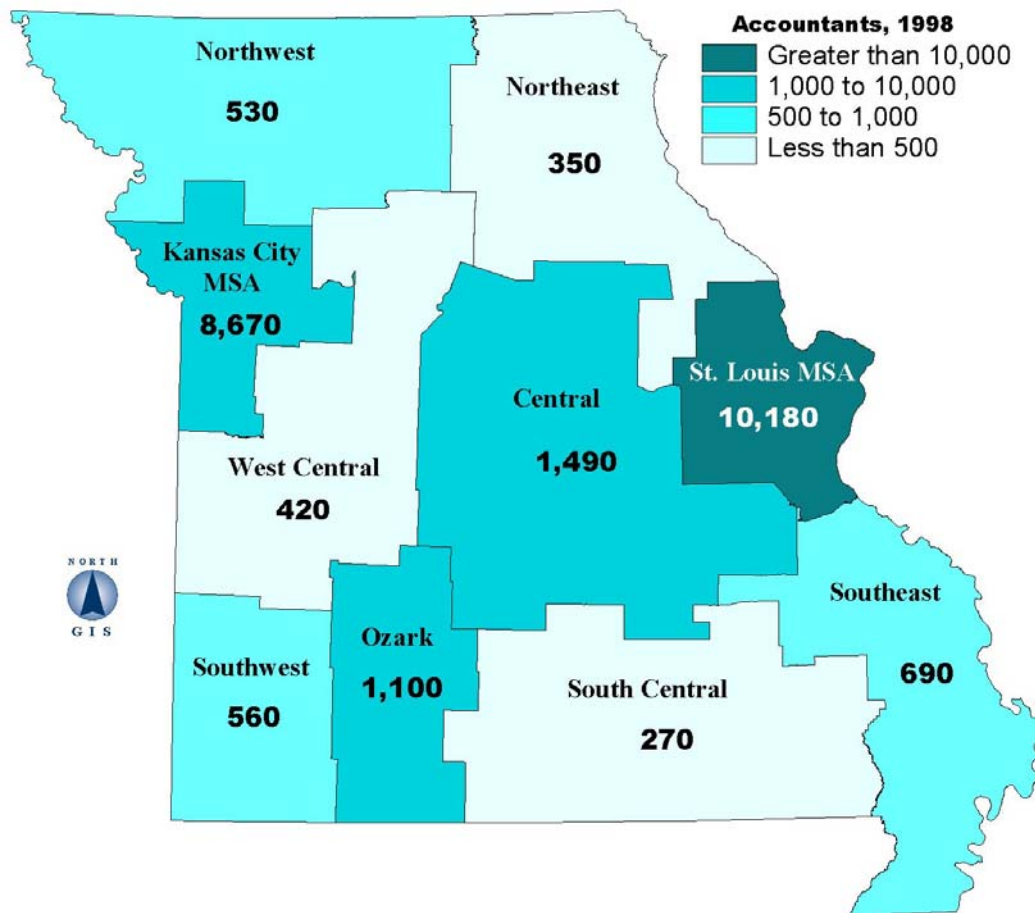 Accountants, 1998
Greater than 10,000
1,000 to 10,000
500 to 1,000
Less than 500
Northwest
530
Northeast
350
Kansas City
MSA
8,670
St. Louis MSA
10,180
Central
1,490
West Central
420
NORTH
GIS
Southeast
690
Ozark
1,100
Southwest
560
South Central
270